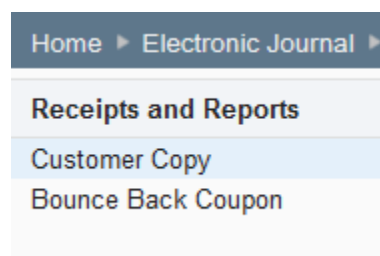 Home ▶ Electronic Journal ▶
Receipts and Reports
Customer Copy
Bounce Back Coupon